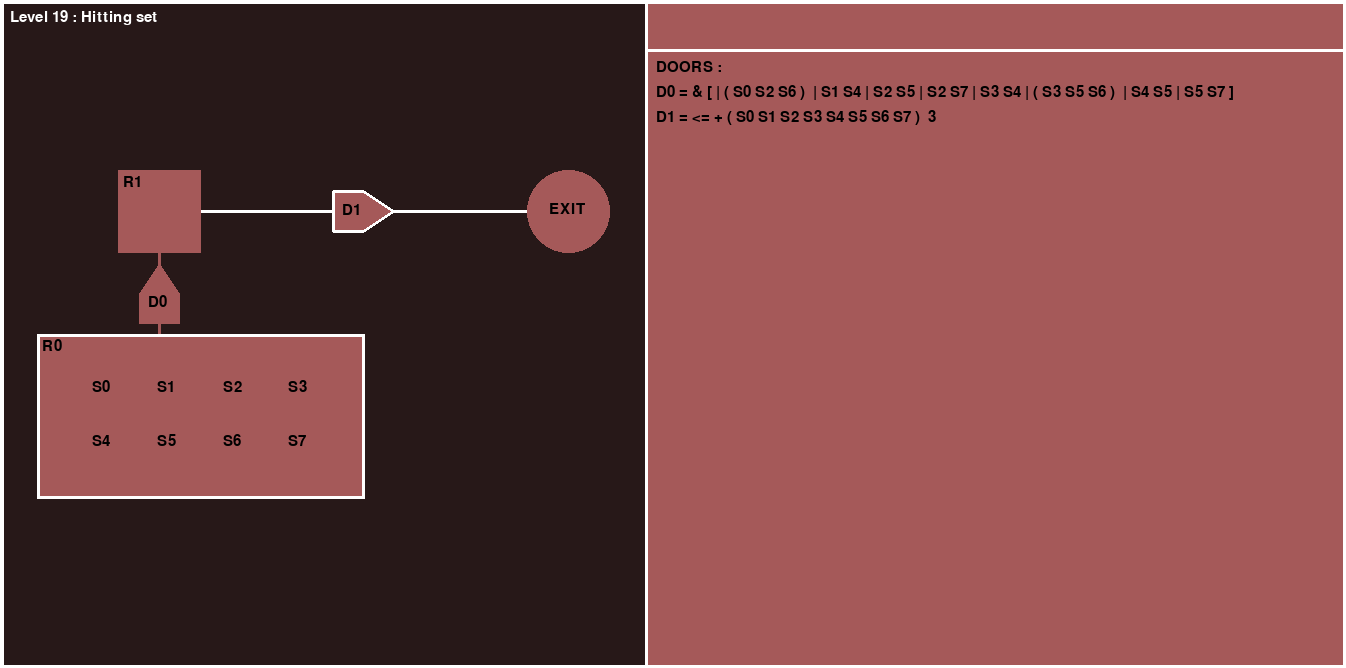 Level 19 : Hitting set
DOORS :
D0 = & [ | ( S0 S2 S6 ) | S1 S4 | S2 S5 | S2 S7 | S3 S4 | ( S3 S5 S6 ) | S4 S5 | S5 S7 ]
D1 = <= + ( S0 S1 S2 S3 S4 S5 S6 S7 ) 3
R1
D1
EXIT
D0
R0
S0 S1 S2 S3
S4 S5 S6 S7